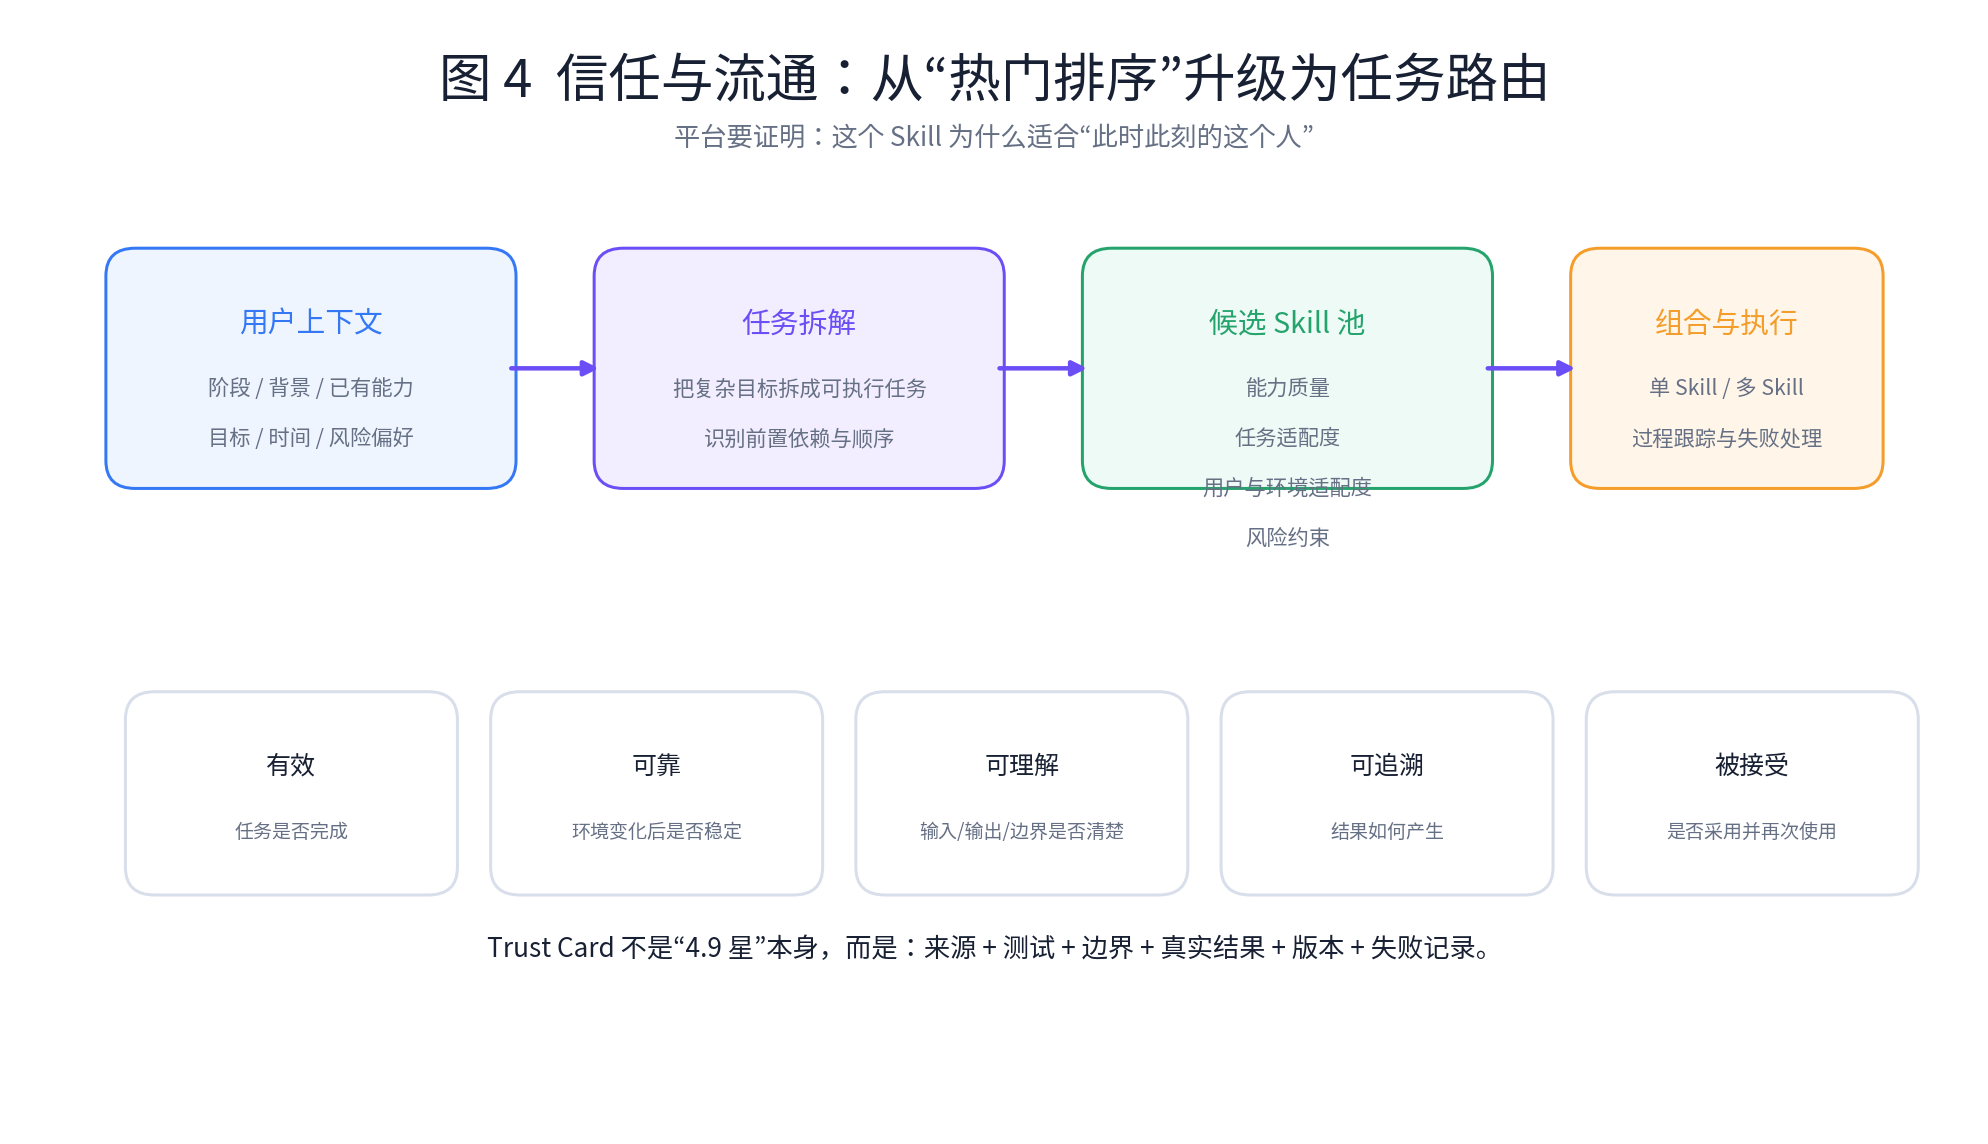 图 4 信任与流通：从“热门排序”升级为任务路由
平台要证明：这个 Skill 为什么适合“此时此刻的这个人”
用户上下文
阶段 / 背景 / 已有能力
目标 / 时间 / 风险偏好
任务拆解
把复杂目标拆成可执行任务
识别前置依赖与顺序
候选 Skill 池
能力质量
任务适配度
用户与环境适配度
风险约束
组合与执行
单 Skill / 多 Skill
过程跟踪与失败处理
有效
任务是否完成
可靠
环境变化后是否稳定
可理解
输入/输出/边界是否清楚
可追溯
结果如何产生
被接受
是否采用并再次使用
Trust Card 不是“4.9 星”本身，而是：来源 + 测试 + 边界 + 真实结果 + 版本 + 失败记录。